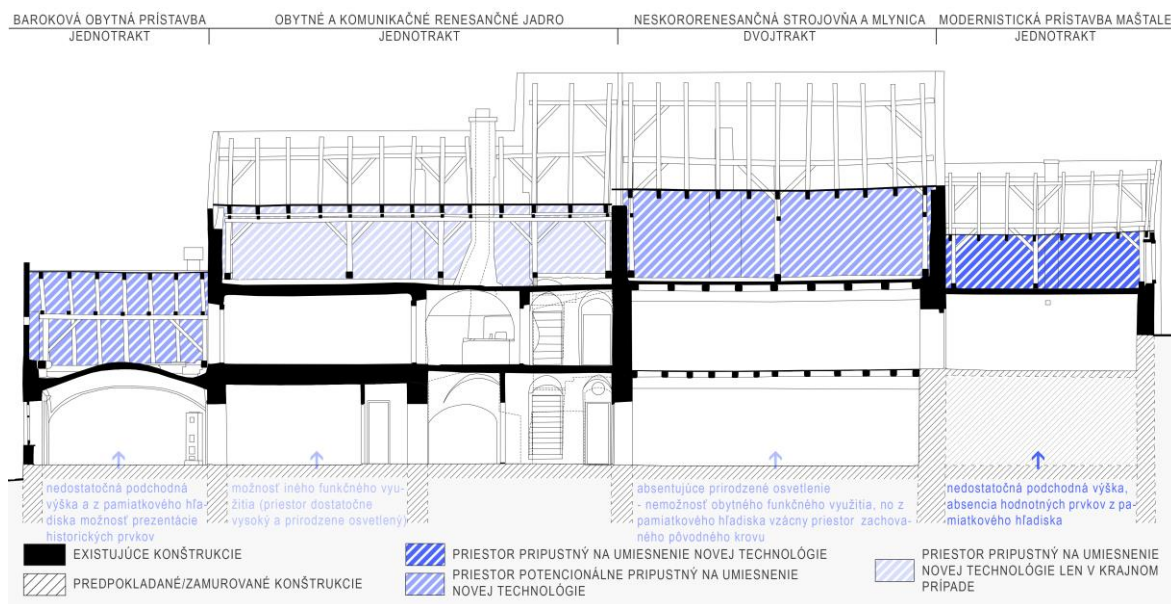 BAROKOVÁ OBYTNÁ PRÍSTAVBA
JEDNOTRAKT
OBYTNÉ A KOMUNIKAČNÉ RENESANČNÉ JADRO
JEDNOTRAKT
NESKORORENESANČNÁ STROJOVŇA A MLYNICA
DVOJTRAKT
MODERNISTICKÁ PRÍSTAVBA MAŠTALE
JEDNOTRAKT
nedostatočná podchodná
výška a z pamiatkového hľa-
diska možnosť prezentácie
historických prvkov
možnosť iného funkčného vyu-
žitia (priestor dostatočne
vysoký a prirodzene osvetlený)
absentujúce prirodzené osvetlenie
- nemožnosť obytného funkčného využitia, no z
pamiatkového hľadiska vzácny priestor zachova-
ného pôvodného krovu
nedostatočná podchodná výška,
absencia hodnotných prvkov z pa-
miatkového hľadiska
EXISTUJÚCE KONŠTRUKCIE
PREDPOKLADANÉ/ZAMUROVANÉ KONŠTRUKCIE
PRIESTOR PRIPUSTNÝ NA UMIESNENIE NOVEJ TECHNOLÓGIE
PRIESTOR POTENCIONÁLNE PRIPUSTNÝ NA UMIESNENIE
NOVEJ TECHNOLÓGIE
PRIESTOR PRIPUSTNÝ NA UMIESNENIE
NOVEJ TECHNOLÓGIE LEN V KRAJNOM
PRÍPADE